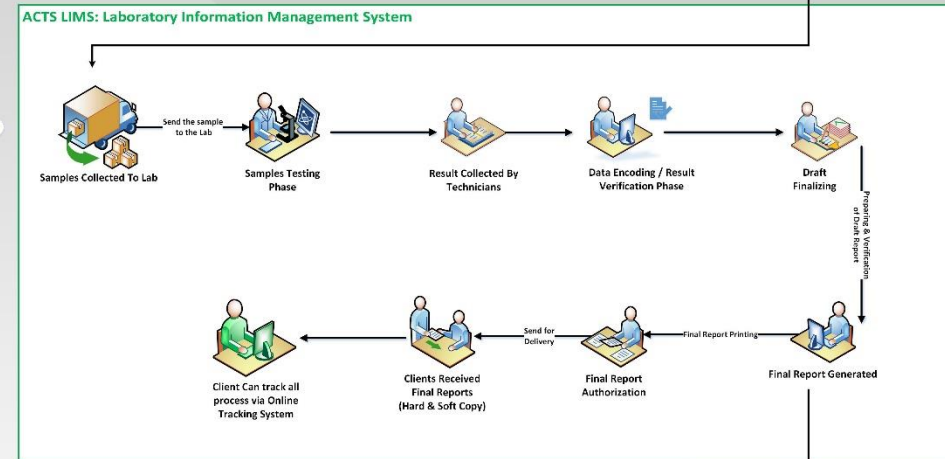 ACTS LIMS: Laboratory Information Management System
Send the sample
to the Lab
Samples Collected To Lab
Samples Testing
Phase
Result Collected By
Technicians
Data Encoding / Result
Verification Phase
Draft
Finalizing
Preparing & Verification
of Draft Report
Client Can track all
process via Online
Tracking System
Clients Received
Final Reports
(Hard & Soft Copy)
Send for
Delivery
Final Report
Authorization
Final Report Printing
Final Report Generated